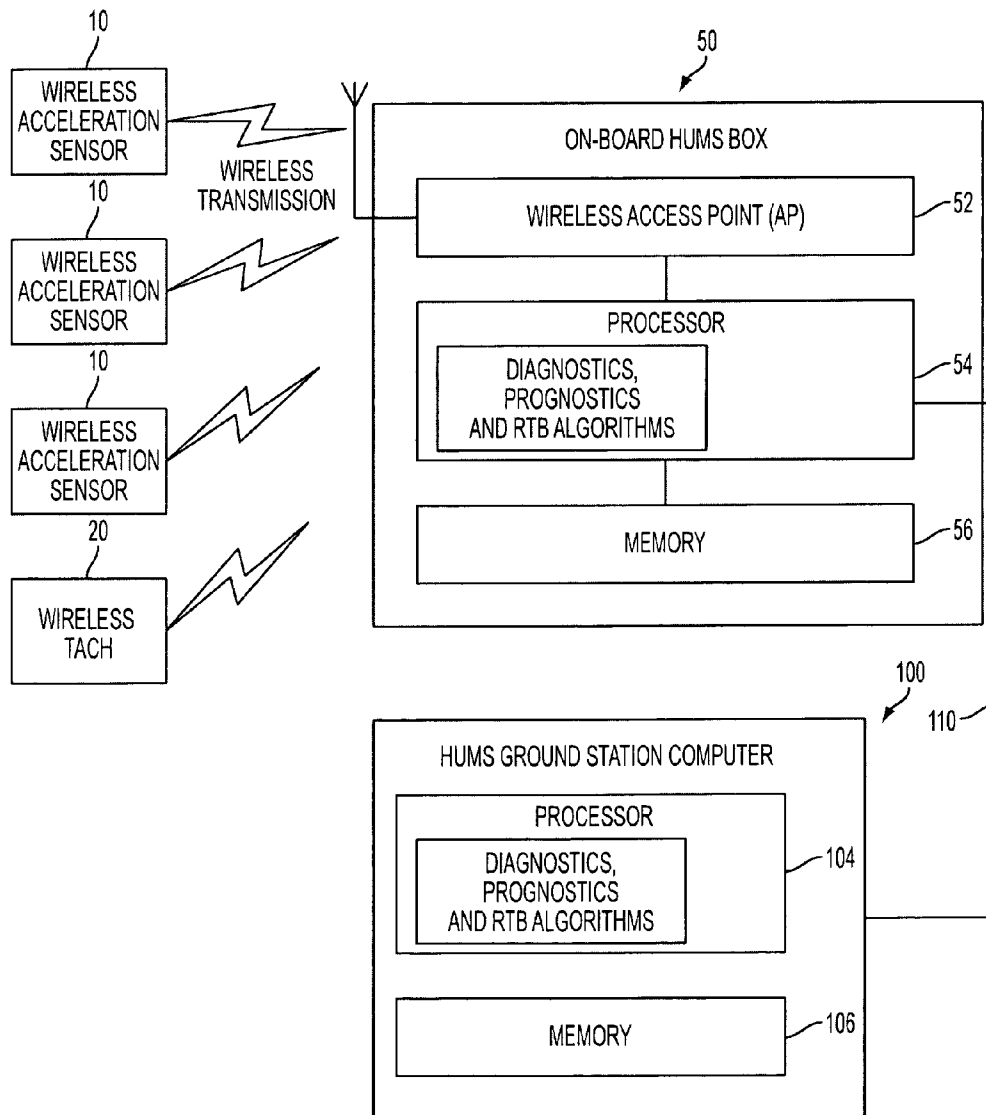 10
WIRELESS
ACCELERATION
SENSOR
10
WIRELESS
ACCELERATION
SENSOR
10
WIRELESS
ACCELERATION
SENSOR
20
WIRELESS
TACH
WIRELESS
TRANSMISSION
50
ON-BOARD HUMS BOX
WIRELESS ACCESS POINT (AP)
52
PROCESSOR
DIAGNOSTICS,
PROGNOSTICS
AND RTB ALGORITHMS
54
MEMORY
56
100
110
HUMS GROUND STATION COMPUTER
PROCESSOR
DIAGNOSTICS,
PROGNOSTICS
AND RTB ALGORITHMS
104
MEMORY
106